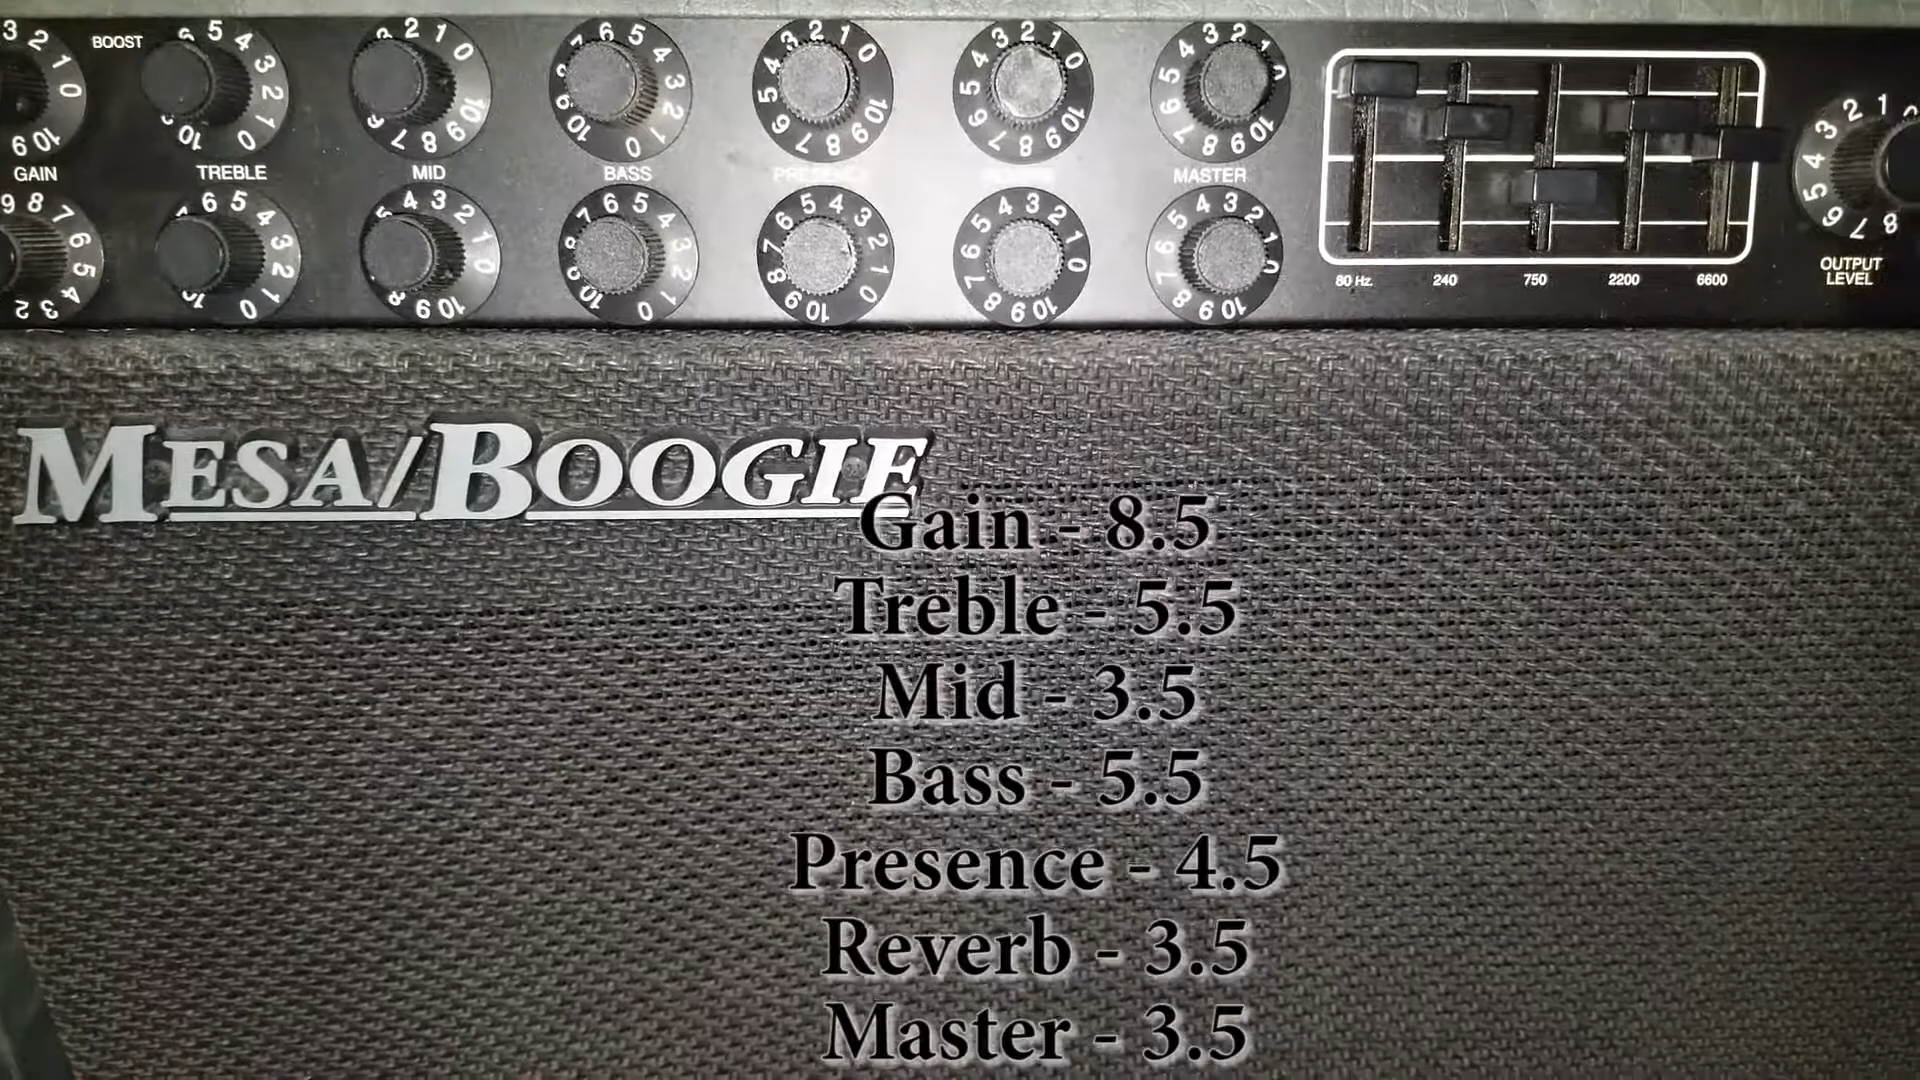 BOOST
GAIN TREBLE MID BASS PRESENCE MASTER
80 Hz. 240 750 2200 6600
OUTPUT
LEVEL
MESA/BOOGIE
Gain - 8.5
Treble - 5.5
Mid - 3.5
Bass - 5.5
Presence - 4.5
Reverb - 3.5
Master - 3.5